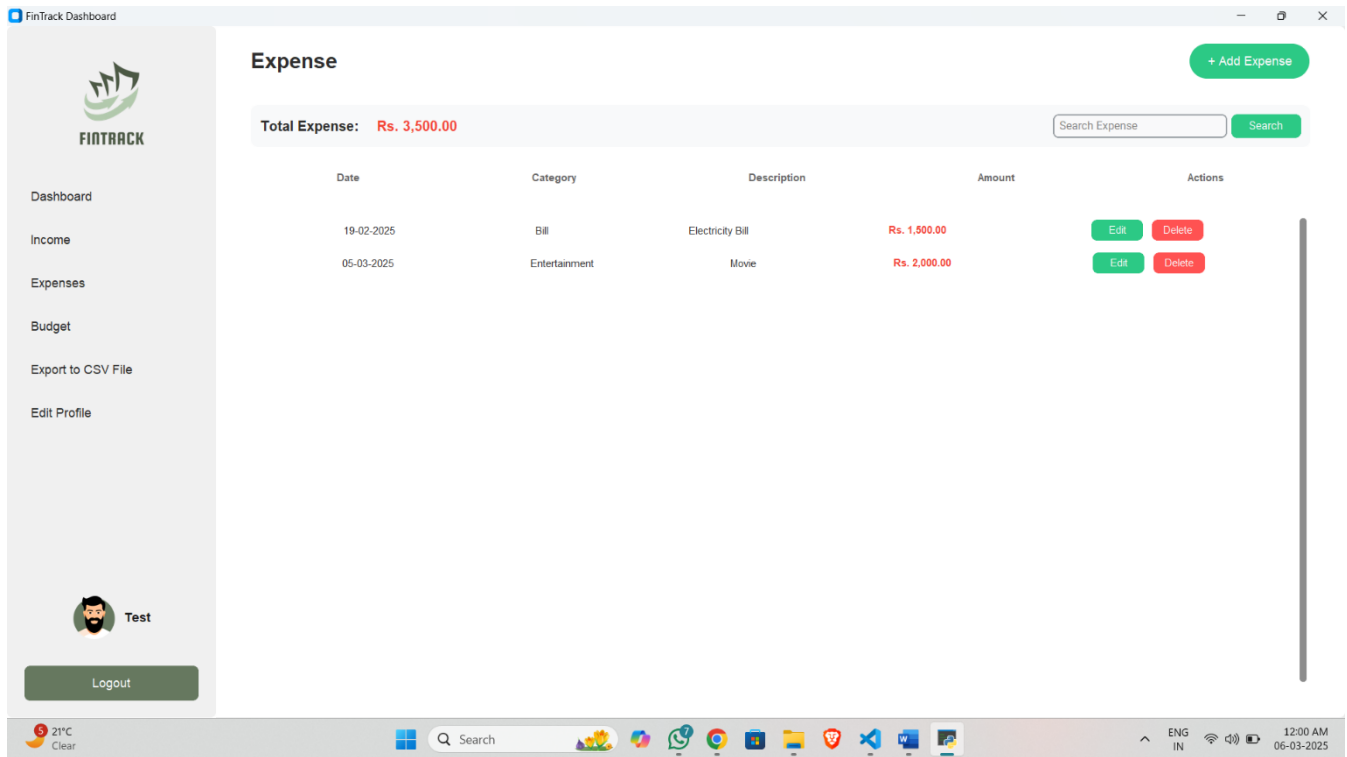 FinTrack Dashboard
FINTRACK
Dashboard
Income
Expenses
Budget
Export to CSV File
Edit Profile
Test
Logout
Expense
+ Add Expense
Total Expense: Rs. 3,500.00
Search Expense
Search
Date Category Description Amount Actions
19-02-2025 Bill Electricity Bill Rs. 1,500.00 Edit Delete
05-03-2025 Entertainment Movie Rs. 2,000.00 Edit Delete
5
21°C
Clear
Search
7
ENG
IN
12:00 AM
06-03-2025